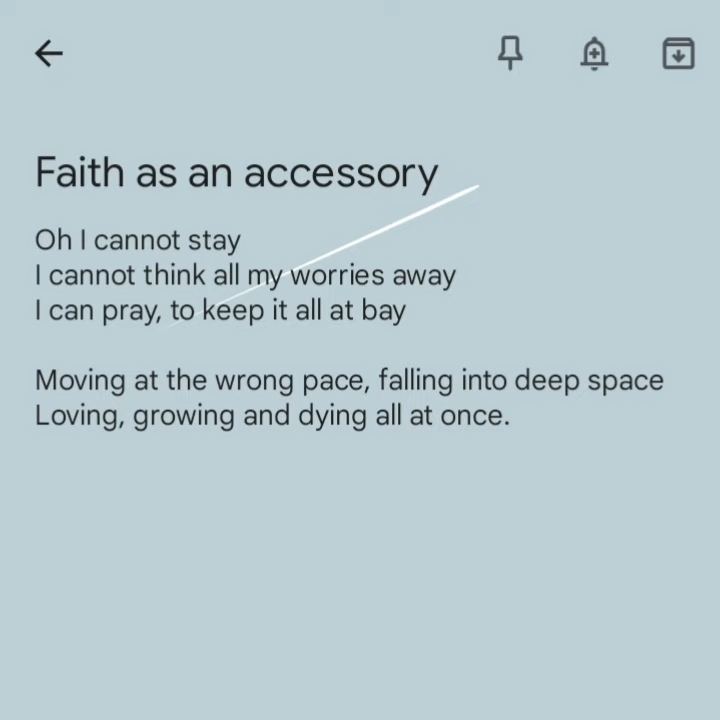 Faith as an accessory
Oh I cannot stay
I cannot think all my worries away
I can pray, to keep it all at bay
Moving at the wrong pace, falling into deep space
Loving, growing and dying all at once.